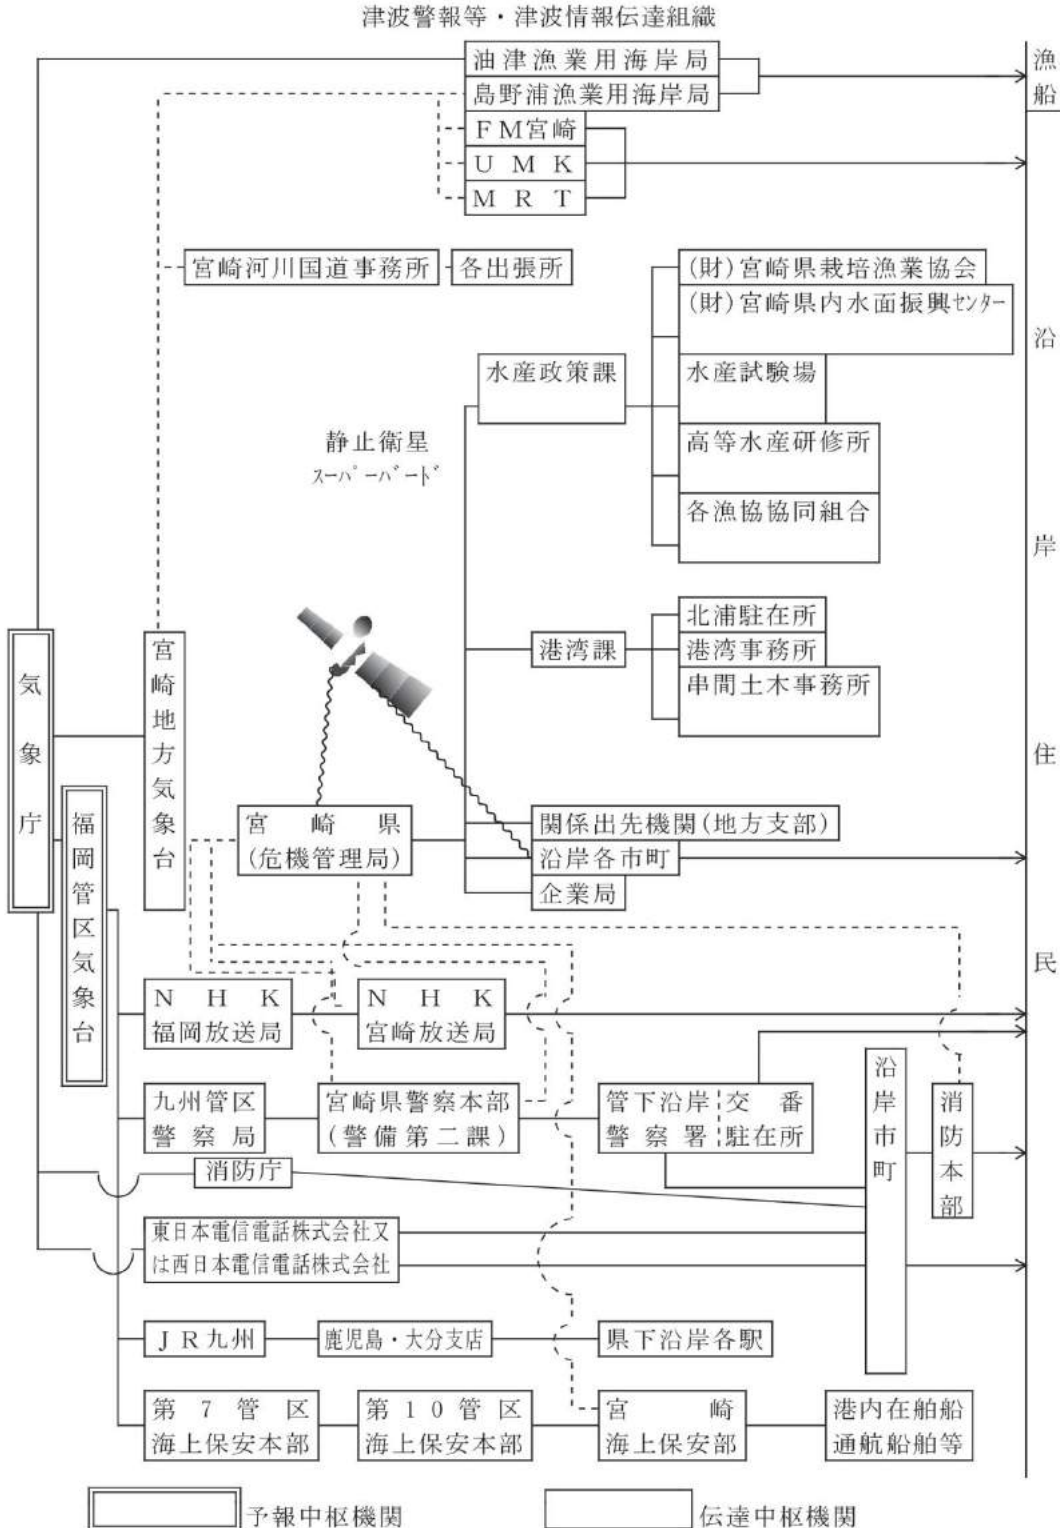 津波警報等・津波情報伝達組織
油津漁業用海岸局
島野浦漁業用海岸局
漁船
FM宮崎
UMK
MRT
宮崎河川国道事務所
各出張所
(財)宮崎県栽培漁業協会
(財)宮崎県内水面振興センター
水産政策課
水産試験場
高等水産研修所
各漁協協同組合
静止衛星
スーパーバード
沿岸住民
港湾課
北浦駐在所
港湾事務所
串間土木事務所
気象庁
宮崎地方気象台
福岡管区気象台
宮崎県
(危機管理局)
関係出先機関(地方支部)
沿岸各市町
企業局
NHK
福岡放送局
NHK
宮崎放送局
九州管区
警察局
宮崎県警察本部
(警備第二課)
管下沿岸
警察署
交番
駐在所
沿岸市町
消防本部
消防庁
東日本電信電話株式会社又
は西日本電信電話株式会社
JR九州
鹿児島・大分支店
県下沿岸各駅
第7管区
海上保安本部
第10管区
海上保安本部
宮崎
海上保安部
港内在舶船
通航船舶等
予報中枢機関
伝達中枢機関